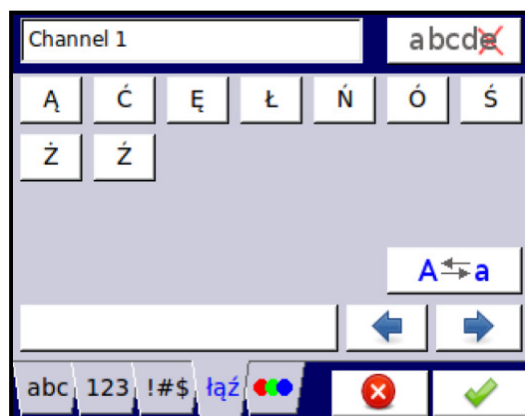 Channel 1 abcde
Ą Ć Ę Ł Ń Ó Ś
Ż Ź
A a
abc 123 !#$ łąź